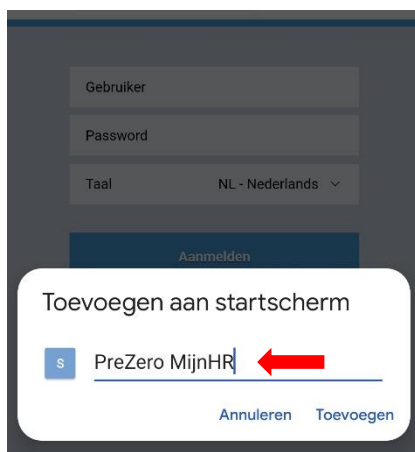 Gebruiker
Password
Taal NL - Nederlands
Aanmelden
Toevoegen aan startscherm
S PreZero MijnHR
Annuleren Toevoegen